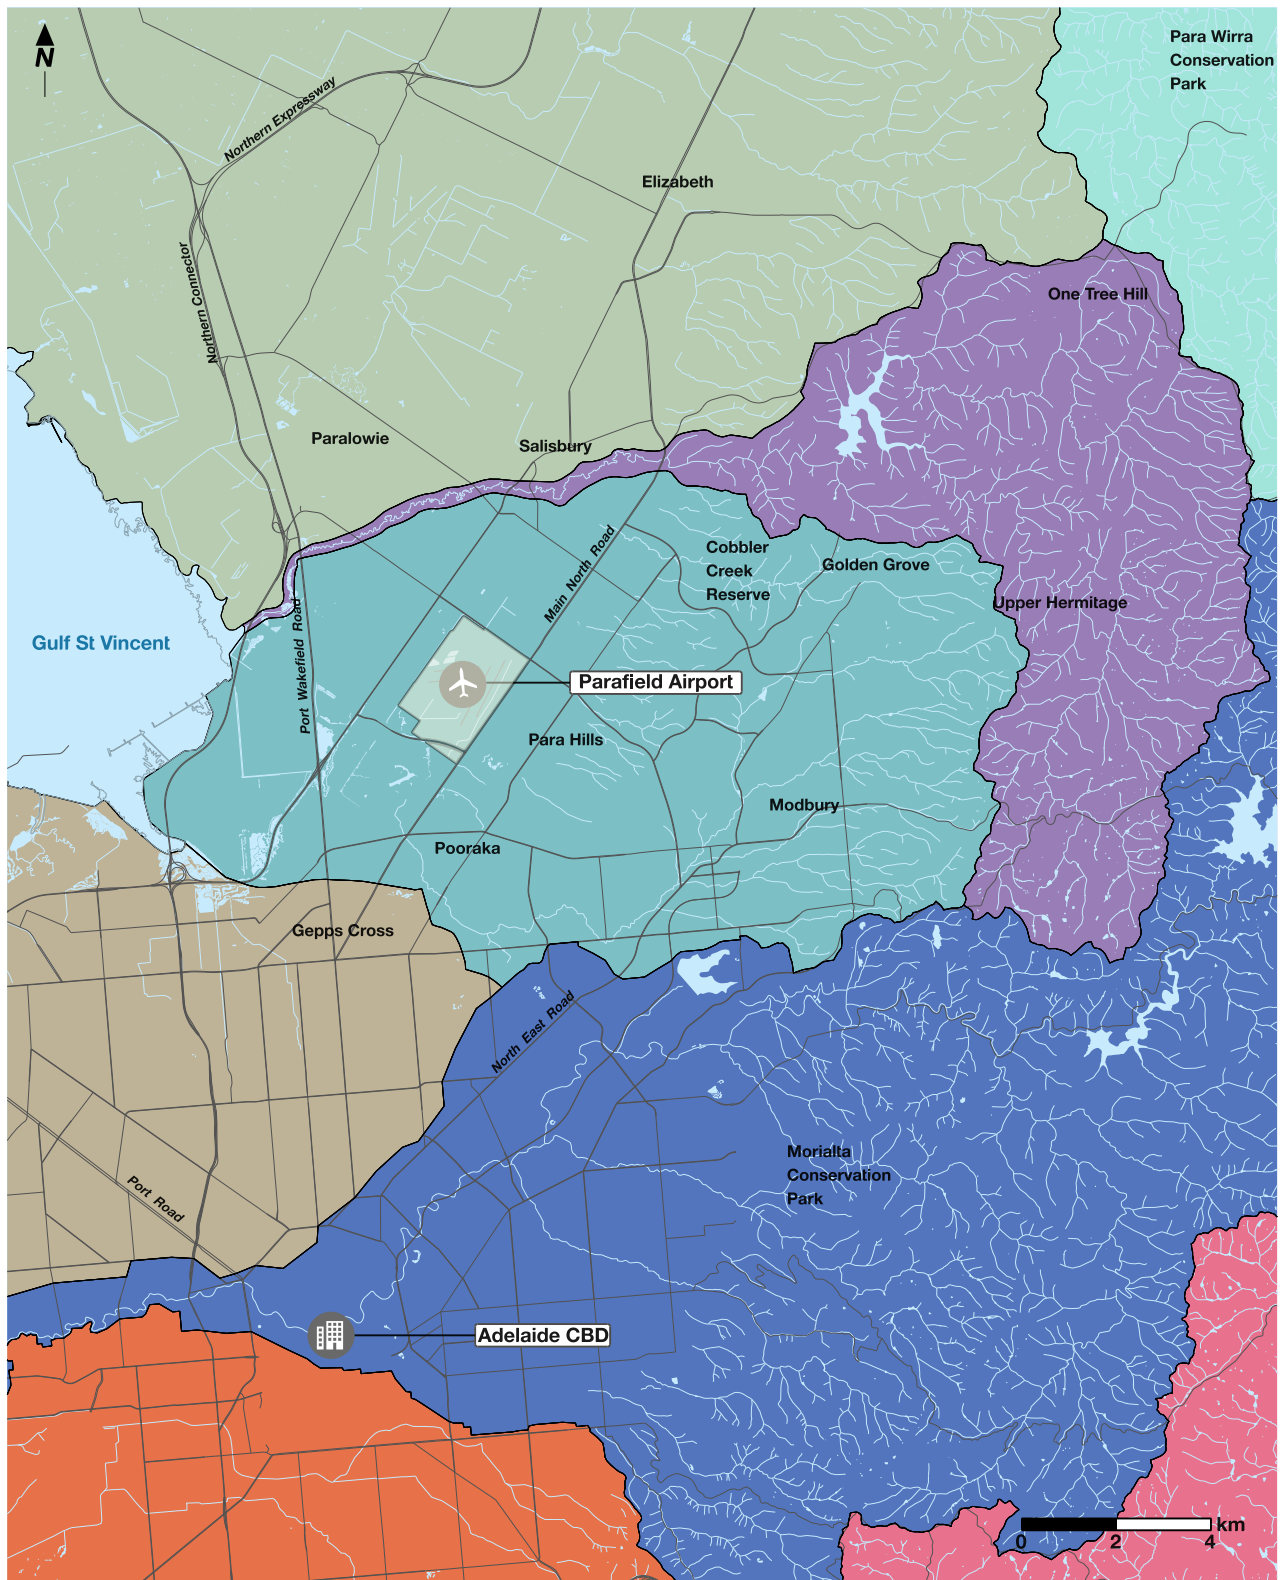 N
Para Wirra
Conservation
Park
Northern Expressway
Elizabeth
Northern Connector
One Tree Hill
Paralowie
Salisbury
Main North Road
Cobbler
Creek
Reserve
Golden Grove
Upper Hermitage
Gulf St Vincent
Port Wakefield Road
Parafield Airport
Para Hills
Modbury
Pooraka
Gepps Cross
North East Road
Morialta
Conservation
Park
Port Road
Adelaide CBD
km
0 2 4